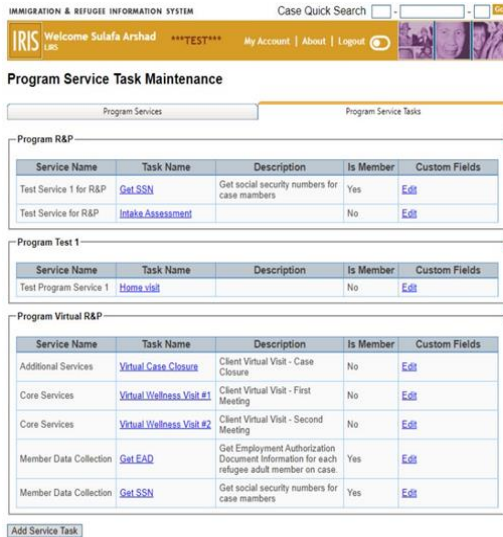 IMMIGRATION & REFUGEE INFORMATION SYSTEM Case Quick Search - - Go
IRIS Welcome Sulafa Arshad ***TEST*** My Account | About | Logout
LIRS
Program Service Task Maintenance
Program Services Program Service Tasks
Program R&P
Service Name Task Name Description Is Member Custom Fields
Test Service 1 for R&P Get SSN Get social security numbers for case mambers Yes Edit
Test Service for R&P Intake Assessment No Edit
Program Test 1
Service Name Task Name Description Is Member Custom Fields
Test Program Service 1 Home visit No Edit
Program Virtual R&P
Service Name Task Name Description Is Member Custom Fields
Additional Services Virtual Case Closure Client Virtual Visit - Case Closure No Edit
Core Services Virtual Wellness Visit #1 Client Virtual Visit - First Meeting No Edit
Core Services Virtual Wellness Visit #2 Client Virtual Visit - Second Meeting No Edit
Member Data Collection Get EAD Get Employment Authorization Document Information for each refugee adult member on case. Yes Edit
Member Data Collection Get SSN Get social security numbers for case mambers Yes Edit
Add Service Task